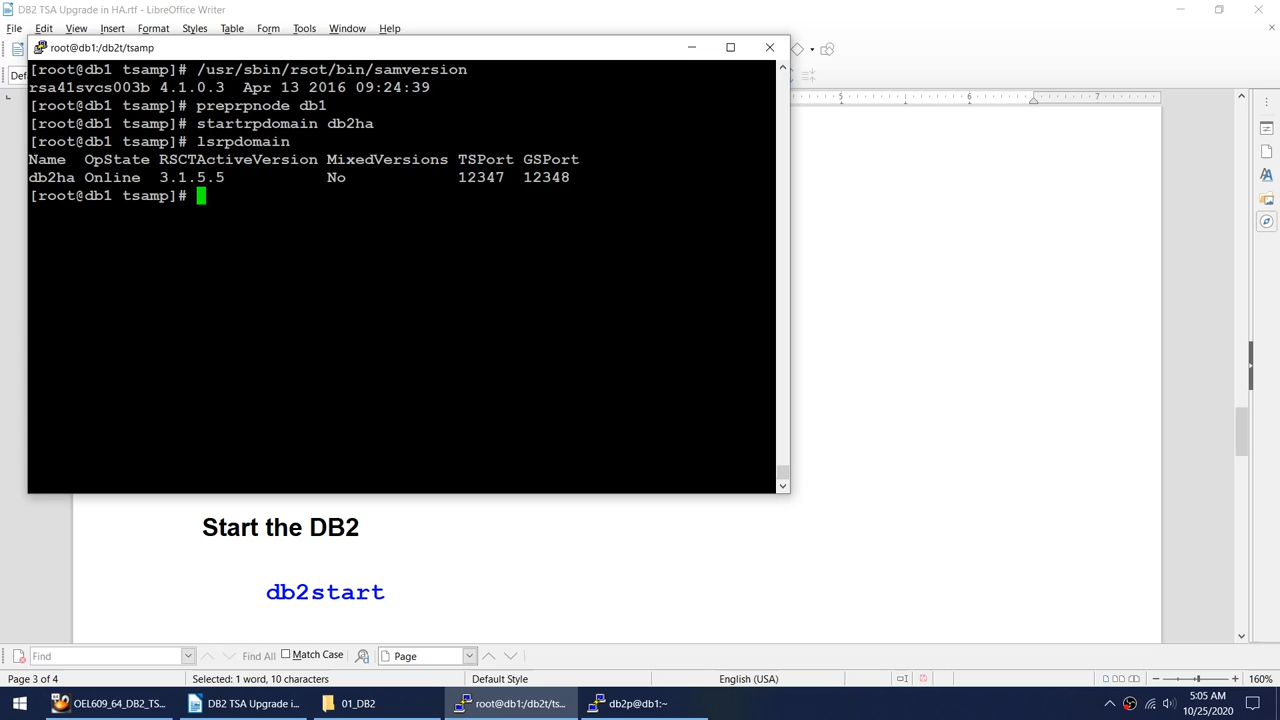 DB2 TSA Upgrade in HA.rtf - LibreOffice Writer
File Edit View Insert Format Styles Table Form Tools Window Help
root@db1:/db2t/tsamp
[root@db1 tsamp]# /usr/sbin/rsct/bin/samversion
rsa41svcs003b 4.1.0.3  Apr 13 2016 09:24:39
[root@db1 tsamp]# preprpnode db1
[root@db1 tsamp]# startrpdomain db2ha
[root@db1 tsamp]# lsrpdomain
Name  OpState RSCTActiveVersion MixedVersions TSPort GSPort
db2ha Online  3.1.5.5           No            12347  12348
[root@db1 tsamp]#
5 6 7
Start the DB2
db2start
Find Find All Match Case Page
Page 3 of 4 Selected: 1 word, 10 characters Default Style English (USA) 160%
OEL609_64_DB2_TS... DB2 TSA Upgrade i... 01_DB2 root@db1:/db2t/ts... db2p@db1:~ 5:05 AM
10/25/2020